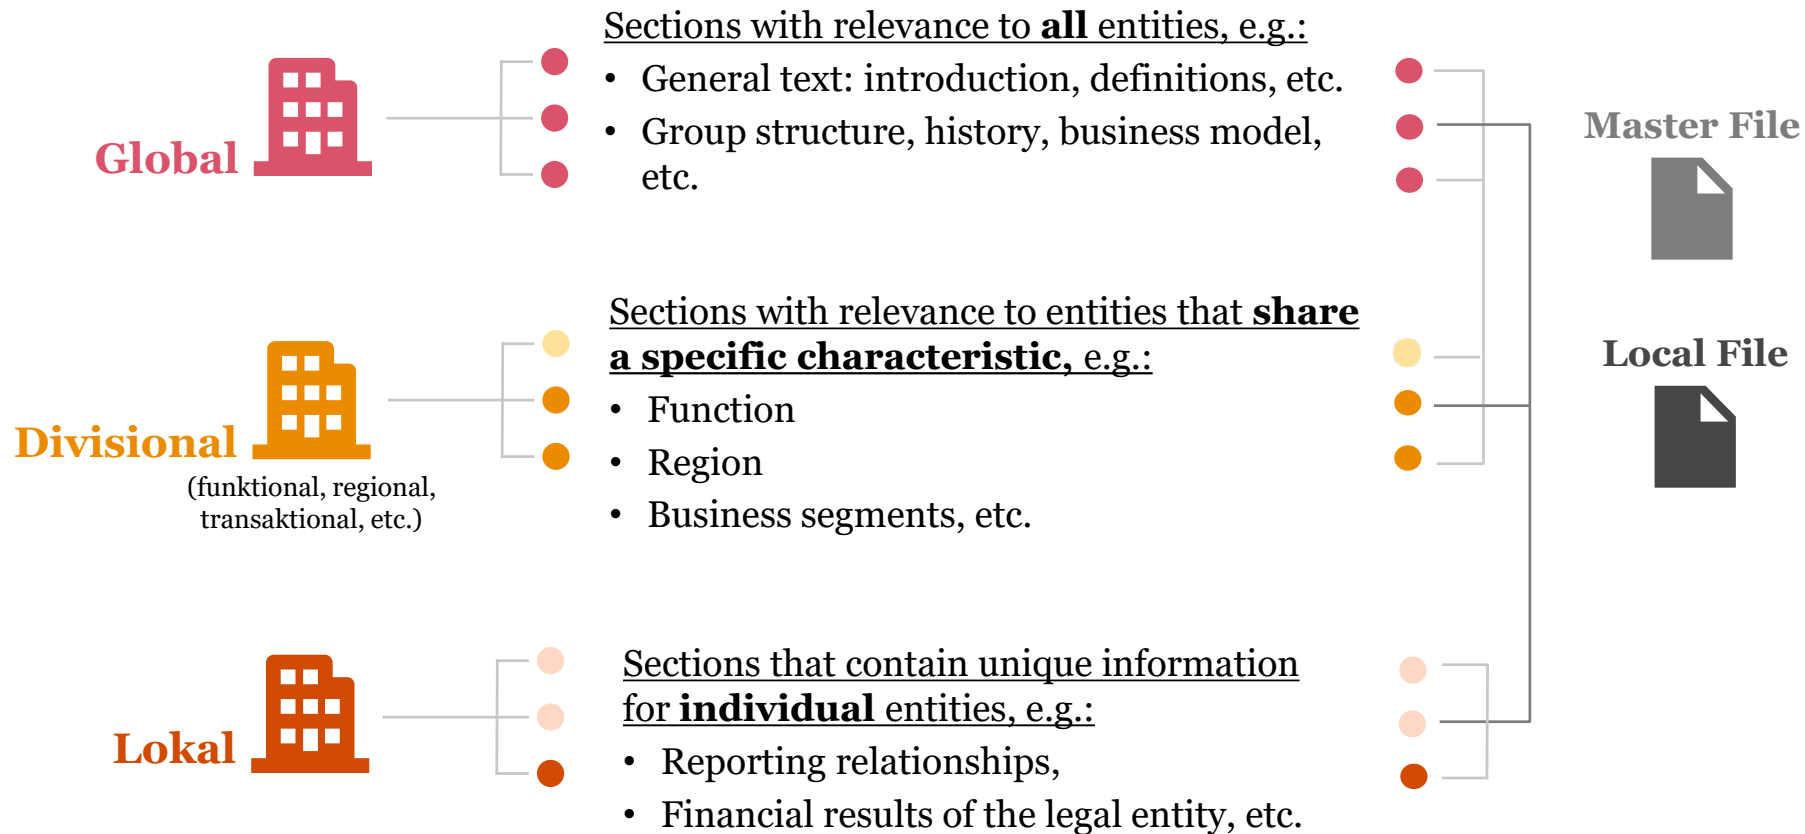 Global
Sections with relevance to all entities, e.g.:
• General text: introduction, definitions, etc.
• Group structure, history, business model,
etc.
Master File
Divisional
(funktional, regional,
transaktional, etc.)
Sections with relevance to entities that share
a specific characteristic, e.g.:
• Function
• Region
• Business segments, etc.
Local File
Lokal
Sections that contain unique information
for individual entities, e.g.:
• Reporting relationships,
• Financial results of the legal entity, etc.